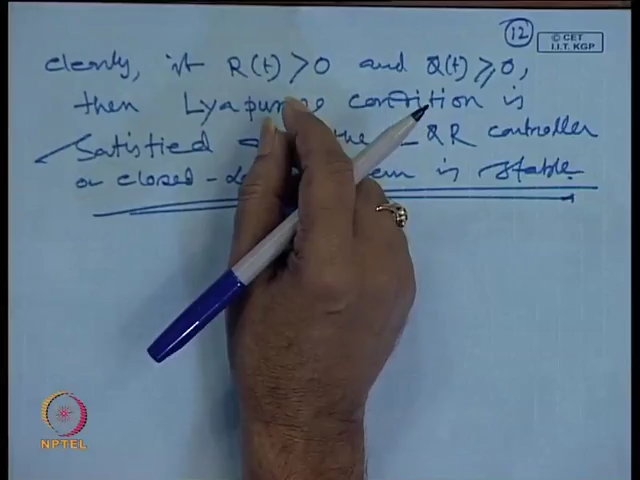 12
© CET
I.I.T. KGP
clearly, if R(t) > 0 and Q(t) ≥ 0,
then condition is
Satisfied the controller
or closed - is stable.
NPTEL